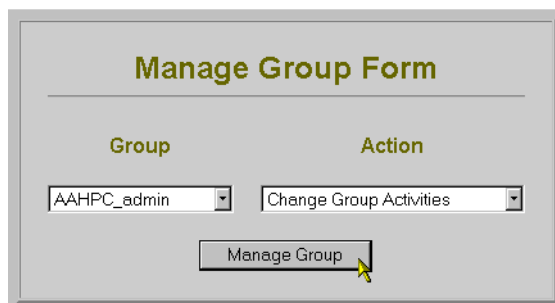 Manage Group Form
Group Action
AAHPC_admin Change Group Activities
Manage Group